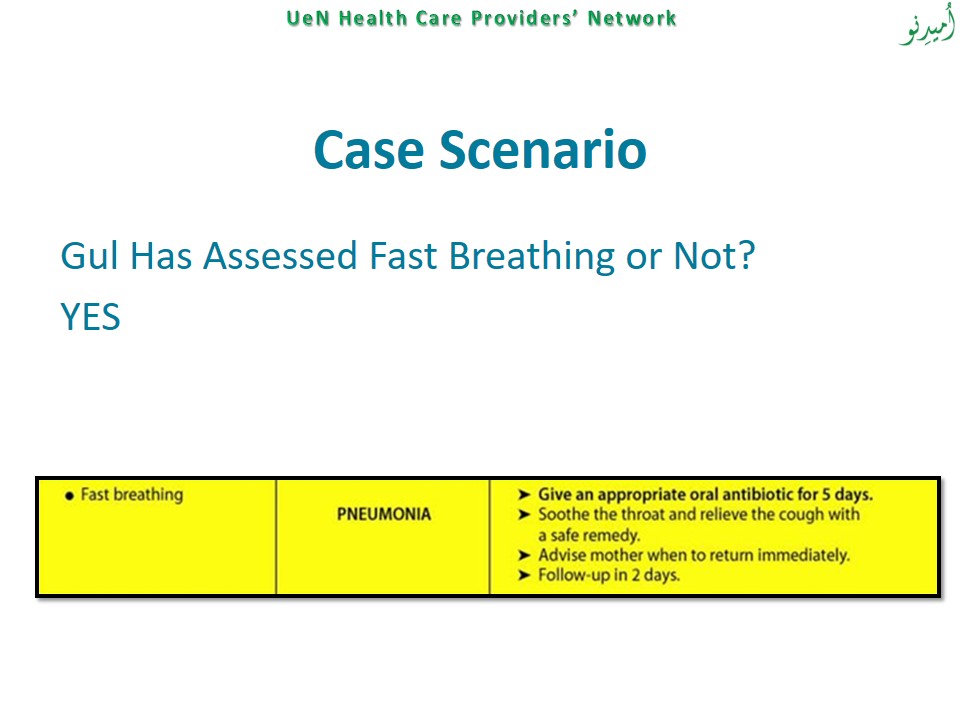 UeN Health Care Providers’ Network
اُمیدِنو
Case Scenario
Gul Has Assessed Fast Breathing or Not?
YES
• Fast breathing
PNEUMONIA
➤ Give an appropriate oral antibiotic for 5 days.
➤ Soothe the throat and relieve the cough with
a safe remedy.
➤ Advise mother when to return immediately.
➤ Follow-up in 2 days.